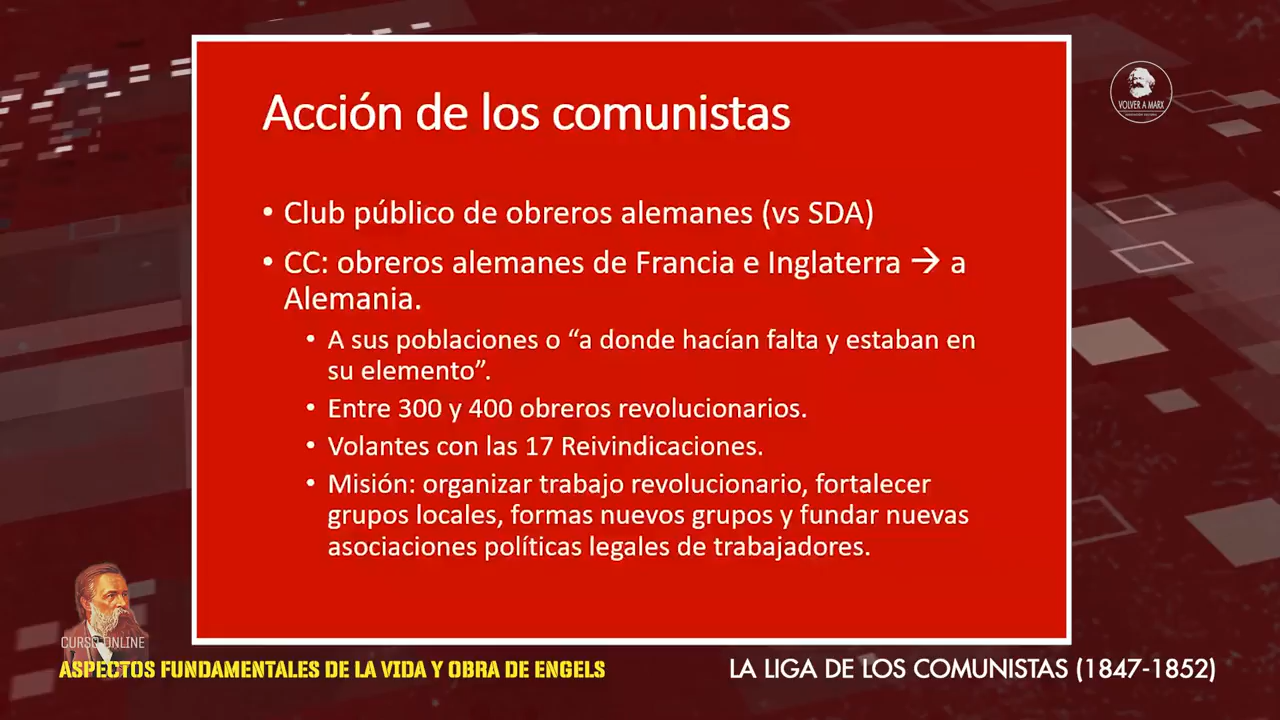 Acción de los comunistas
VOLVER A MARX
• Club público de obreros alemanes (vs SDA)
• CC: obreros alemanes de Francia e Inglaterra → a
Alemania.
• A sus poblaciones o “a donde hacían falta y estaban en
su elemento”.
• Entre 300 y 400 obreros revolucionarios.
• Volantes con las 17 Reivindicaciones.
• Misión: organizar trabajo revolucionario, fortalecer
grupos locales, formas nuevos grupos y fundar nuevas
asociaciones políticas legales de trabajadores.
CURSO ONLINE
ASPECTOS FUNDAMENTALES DE LA VIDA Y OBRA DE ENGELS
LA LIGA DE LOS COMUNISTAS (1847-1852)